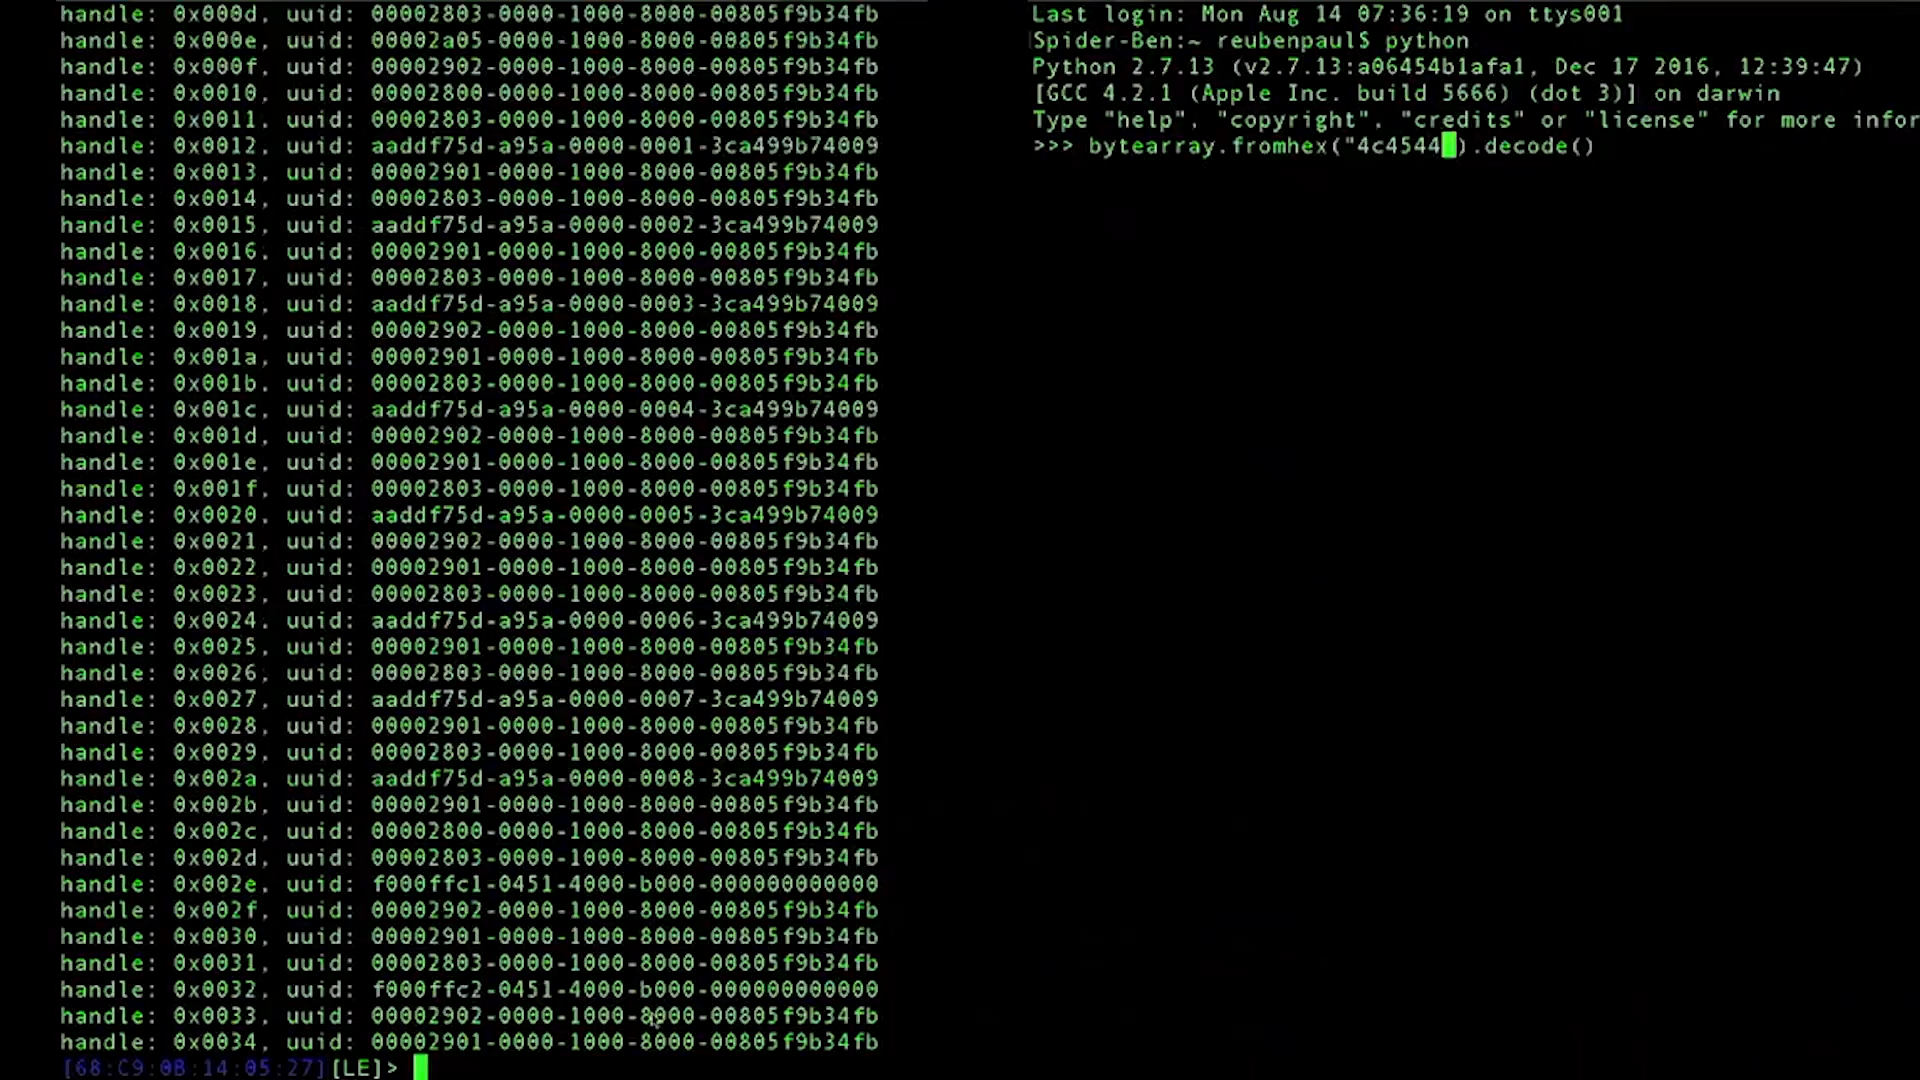 handle: 0x000d, uuid: 00002803-0000-1000-8000-00805f9b34fb
handle: 0x000e, uuid: 00002a05-0000-1000-8000-00805f9b34fb
handle: 0x000f, uuid: 00002902-0000-1000-8000-00805f9b34fb
handle: 0x0010, uuid: 00002800-0000-1000-8000-00805f9b34fb
handle: 0x0011, uuid: 00002803-0000-1000-8000-00805f9b34fb
handle: 0x0012, uuid: aaddf75d-a95a-0000-0001-3ca499b74009
handle: 0x0013, uuid: 00002901-0000-1000-8000-00805f9b34fb
handle: 0x0014, uuid: 00002803-0000-1000-8000-00805f9b34fb
handle: 0x0015, uuid: aaddf75d-a95a-0000-0002-3ca499b74009
handle: 0x0016, uuid: 00002901-0000-1000-8000-00805f9b34fb
handle: 0x0017, uuid: 00002803-0000-1000-8000-00805f9b34fb
handle: 0x0018, uuid: aaddf75d-a95a-0000-0003-3ca499b74009
handle: 0x0019, uuid: 00002902-0000-1000-8000-00805f9b34fb
handle: 0x001a, uuid: 00002901-0000-1000-8000-00805f9b34fb
handle: 0x001b, uuid: 00002803-0000-1000-8000-00805f9b34fb
handle: 0x001c, uuid: aaddf75d-a95a-0000-0004-3ca499b74009
handle: 0x001d, uuid: 00002902-0000-1000-8000-00805f9b34fb
handle: 0x001e, uuid: 00002901-0000-1000-8000-00805f9b34fb
handle: 0x001f, uuid: 00002803-0000-1000-8000-00805f9b34fb
handle: 0x0020, uuid: aaddf75d-a95a-0000-0005-3ca499b74009
handle: 0x0021, uuid: 00002902-0000-1000-8000-00805f9b34fb
handle: 0x0022, uuid: 00002901-0000-1000-8000-00805f9b34fb
handle: 0x0023, uuid: 00002803-0000-1000-8000-00805f9b34fb
handle: 0x0024, uuid: aaddf75d-a95a-0000-0006-3ca499b74009
handle: 0x0025, uuid: 00002901-0000-1000-8000-00805f9b34fb
handle: 0x0026, uuid: 00002803-0000-1000-8000-00805f9b34fb
handle: 0x0027, uuid: aaddf75d-a95a-0000-0007-3ca499b74009
handle: 0x0028, uuid: 00002901-0000-1000-8000-00805f9b34fb
handle: 0x0029, uuid: 00002803-0000-1000-8000-00805f9b34fb
handle: 0x002a, uuid: aaddf75d-a95a-0000-0008-3ca499b74009
handle: 0x002b, uuid: 00002901-0000-1000-8000-00805f9b34fb
handle: 0x002c, uuid: 00002800-0000-1000-8000-00805f9b34fb
handle: 0x002d, uuid: 00002803-0000-1000-8000-00805f9b34fb
handle: 0x002e, uuid: f000ffc1-0451-4000-b000-000000000000
handle: 0x002f, uuid: 00002902-0000-1000-8000-00805f9b34fb
handle: 0x0030, uuid: 00002901-0000-1000-8000-00805f9b34fb
handle: 0x0031, uuid: 00002803-0000-1000-8000-00805f9b34fb
handle: 0x0032, uuid: f000ffc2-0451-4000-b000-000000000000
handle: 0x0033, uuid: 00002902-0000-1000-8000-00805f9b34fb
handle: 0x0034, uuid: 00002901-0000-1000-8000-00805f9b34fb
[68:C9:0B:14:05:27][LE]>
Last login: Mon Aug 14 07:36:19 on ttys001
Spider-Ben:~ reubenpaul$ python
Python 2.7.13 (v2.7.13:a06454b1afa1, Dec 17 2016, 12:39:47)
[GCC 4.2.1 (Apple Inc. build 5666) (dot 3)] on darwin
Type "help", "copyright", "credits" or "license" for more infor
>>> bytearray.fromhex("4c4544").decode()